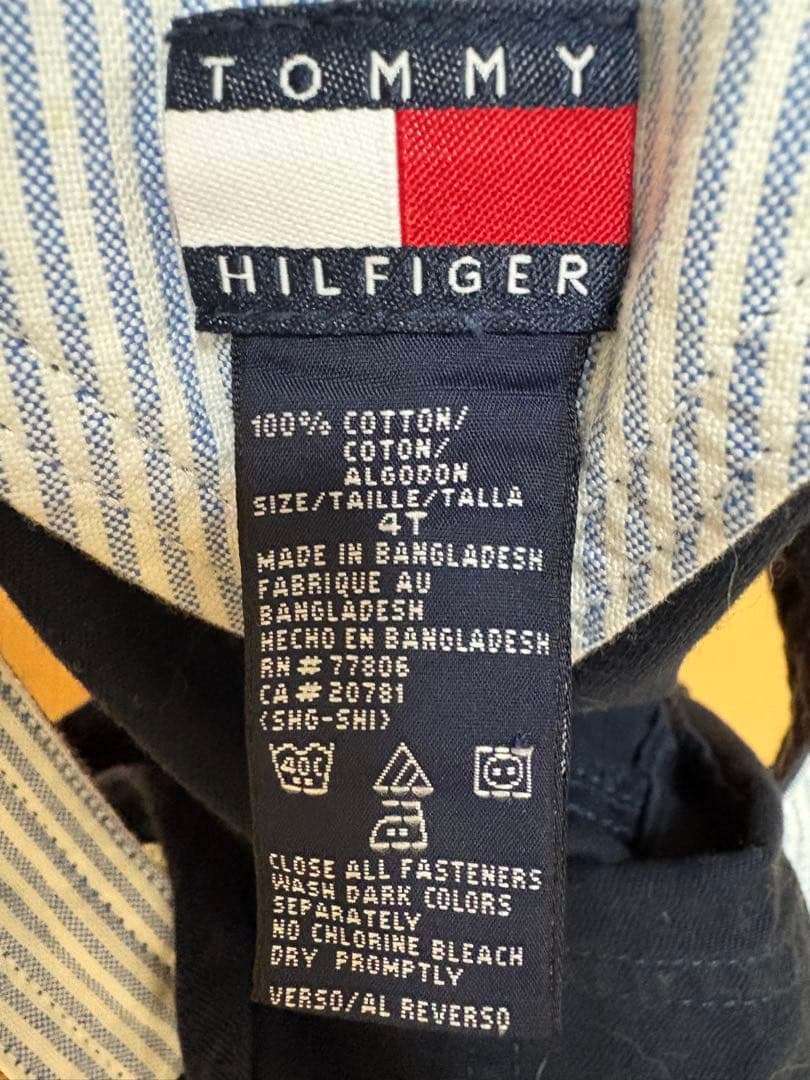 TOMMY
HILFIGER
100% COTTON/
COTON/
ALGODON
SIZE/TAILLE/TALLA
4T
MADE IN BANGLADESH
FABRIQUE AU
BANGLADESH
HECHO EN BANGLADESH
RN # 77806
CA # 20781
(SHG-SHI)
40C
CLOSE ALL FASTENERS
WASH DARK COLORS
SEPARATELY
NO CHLORINE BLEACH
DRY PROMPTLY
VERSO/AL REVERSO